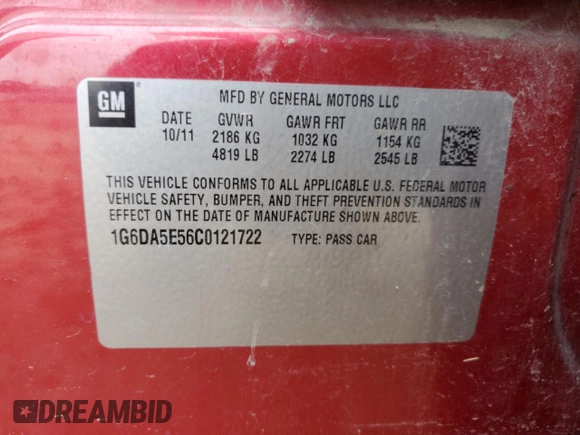 GM
MFD BY GENERAL MOTORS LLC
DATE GVWR GAWR FRT GAWR RR
10/11 2186 KG 1032 KG 1154 KG
4819 LB 2274 LB 2545 LB
THIS VEHICLE CONFORMS TO ALL APPLICABLE U.S. FEDERAL MOTOR
VEHICLE SAFETY, BUMPER, AND THEFT PREVENTION STANDARDS IN
EFFECT ON THE DATE OF MANUFACTURE SHOWN ABOVE.
1G6DA5E56C0121722 TYPE: PASS CAR
DREAMBID